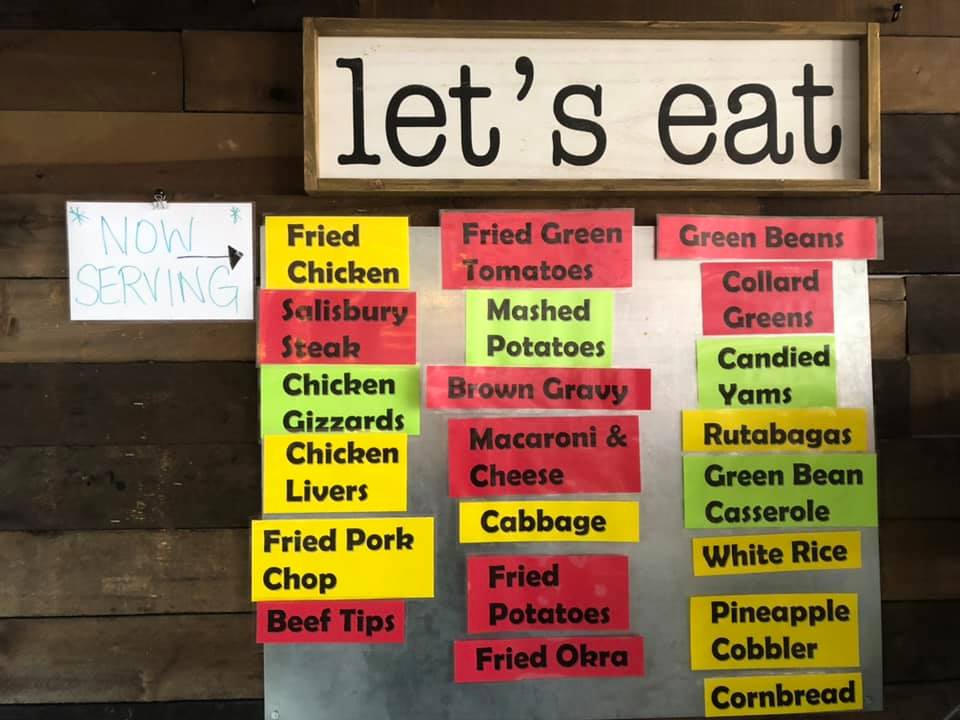 let's eat
NOW
SERVING
Fried
Chicken
Salisbury
Steak
Chicken
Gizzards
Chicken
Livers
Fried Pork
Chop
Beef Tips
Fried Green
Tomatoes
Mashed
Potatoes
Brown Gravy
Macaroni &
Cheese
Cabbage
Fried
Potatoes
Fried Okra
Green Beans
Collard
Greens
Candied
Yams
Rutabagas
Green Bean
Casserole
White Rice
Pineapple
Cobbler
Cornbread